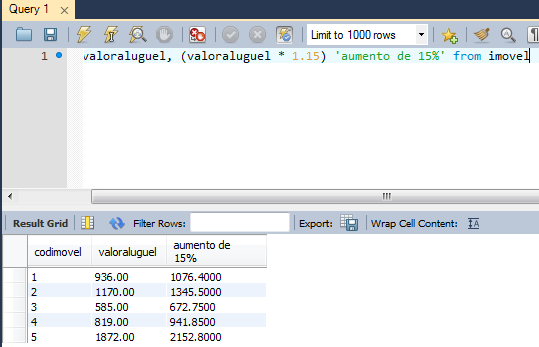 Query 1
Limit to 1000 rows
1 valoraluguel, (valoraluguel * 1.15) 'aumento de 15%' from imovel
Result Grid Filter Rows: Export: Wrap Cell Content:
codimovel valoraluguel aumento de
15%
1 936.00 1076.4000
2 1170.00 1345.5000
3 585.00 672.7500
4 819.00 941.8500
5 1872.00 2152.8000